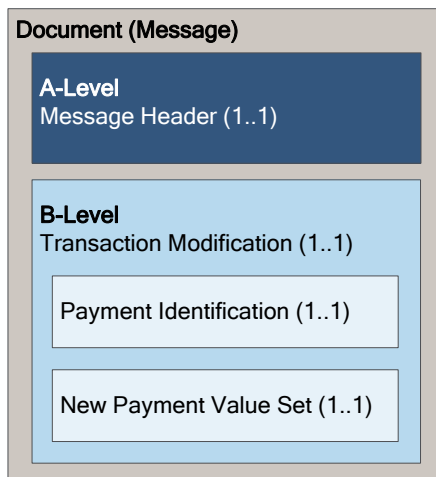 Document (Message)
A-Level
Message Header (1..1)
B-Level
Transaction Modification (1..1)
Payment Identification (1..1)
New Payment Value Set (1..1)